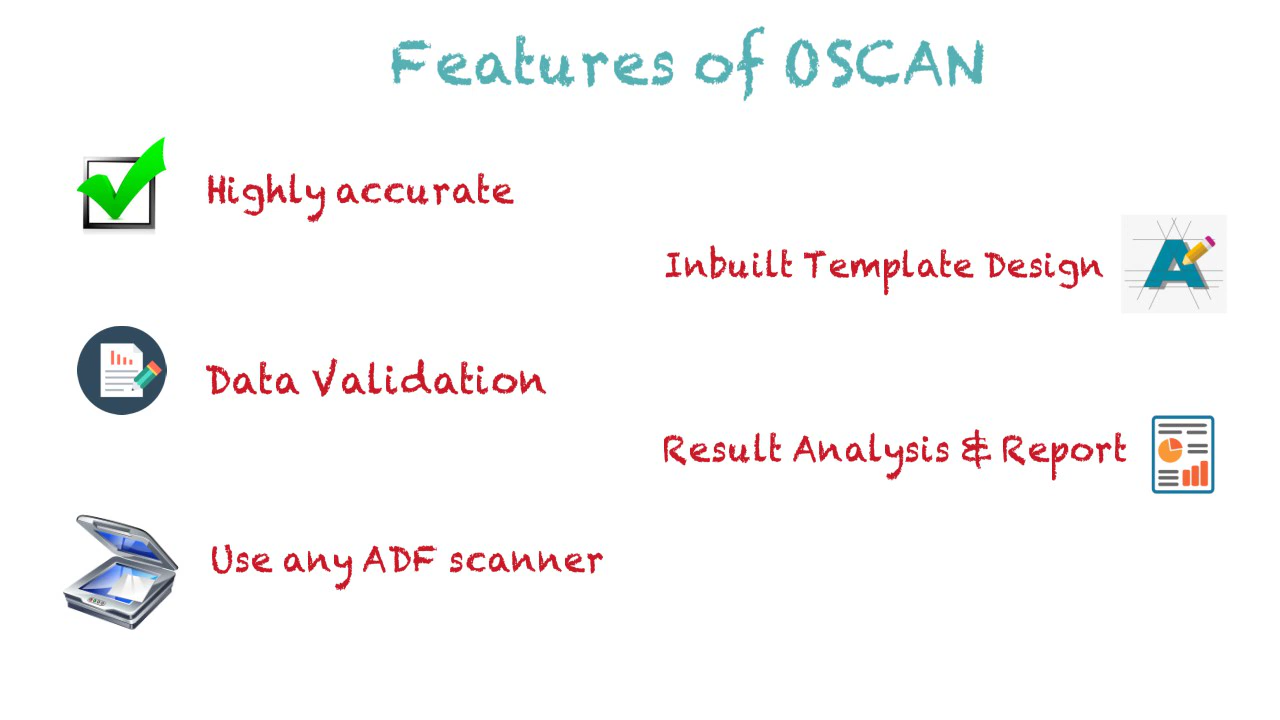 Features of OSCAN
Highly accurate
Inbuilt Template Design
Data Validation
Result Analysis & Report
Use any ADF scanner